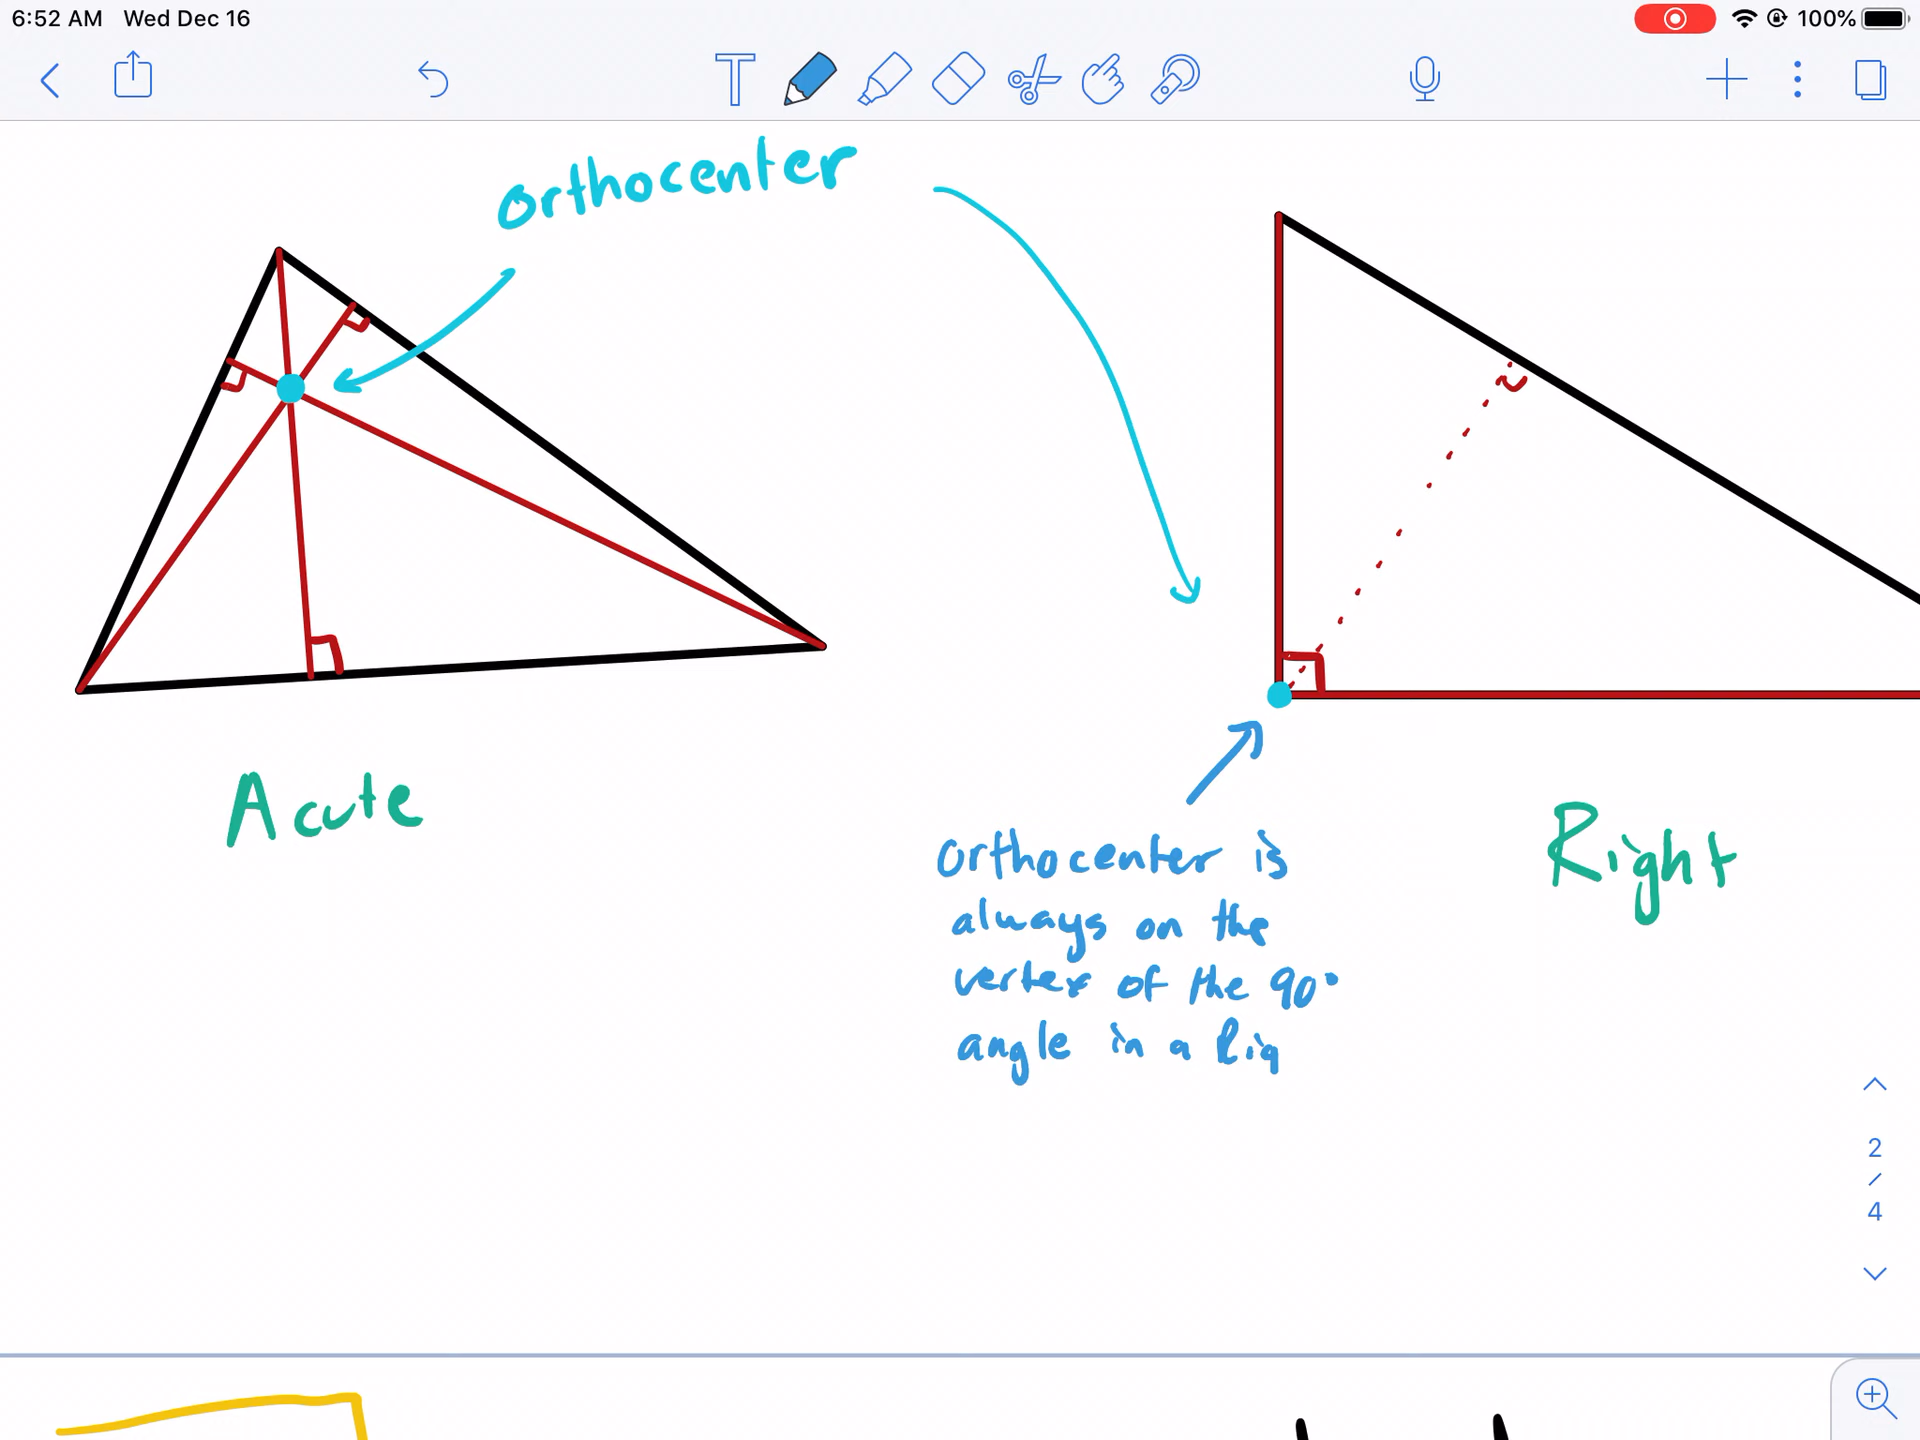 6:52 AM Wed Dec 16
100%
T
orthocenter
Acute
Right
Orthocenter is
always on the
vertex of the 90°
angle in a Rig
2
/
4